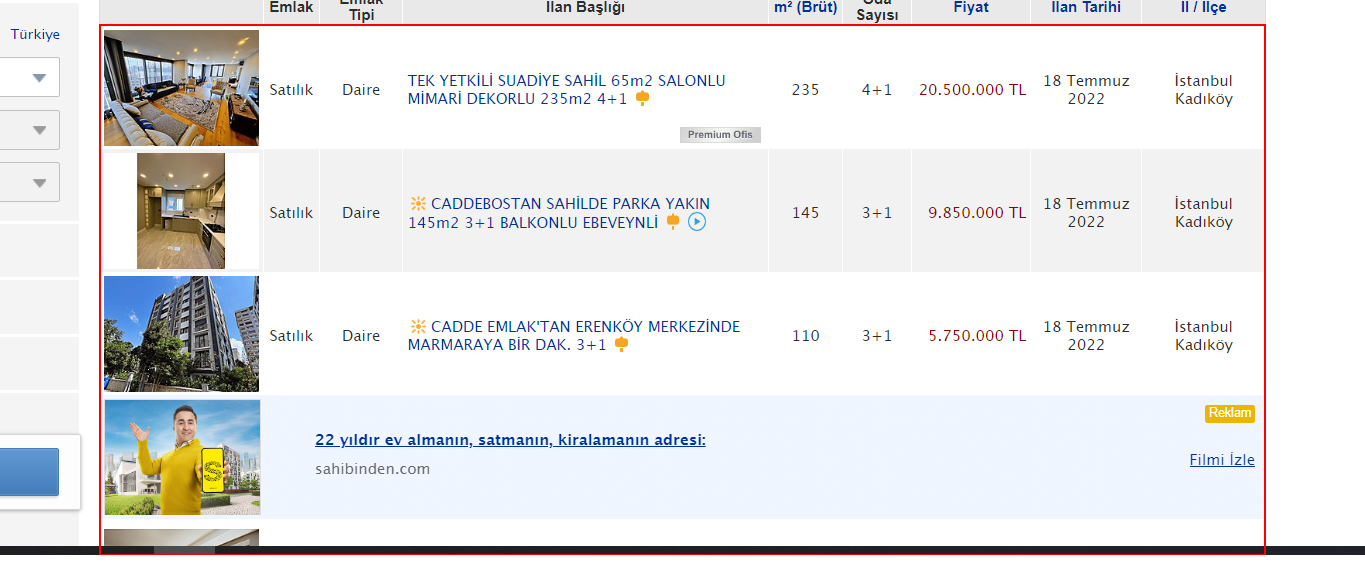 Türkiye
Emlak
Emlak
Tipi
İlan Başlığı
m² (Brüt)
Oda
Sayısı
Fiyat
İlan Tarihi
İl / İlçe
Satılık
Daire
TEK YETKİLİ SUADİYE SAHİL 65m2 SALONLU
MİMARİ DEKORLU 235m2 4+1
Premium Ofis
235
4+1
20.500.000 TL
18 Temmuz
2022
İstanbul
Kadıköy
Satılık
Daire
CADDEBOSTAN SAHİLDE PARKA YAKIN
145m2 3+1 BALKONLU EBEVEYNLİ
145
3+1
9.850.000 TL
18 Temmuz
2022
İstanbul
Kadıköy
Satılık
Daire
CADDE EMLAK'TAN ERENKÖY MERKEZİNDE
MARMARAYA BİR DAK. 3+1
110
3+1
5.750.000 TL
18 Temmuz
2022
İstanbul
Kadıköy
Reklam
22 yıldır ev almanın, satmanın, kiralamanın adresi:
sahibinden.com
Filmi İzle